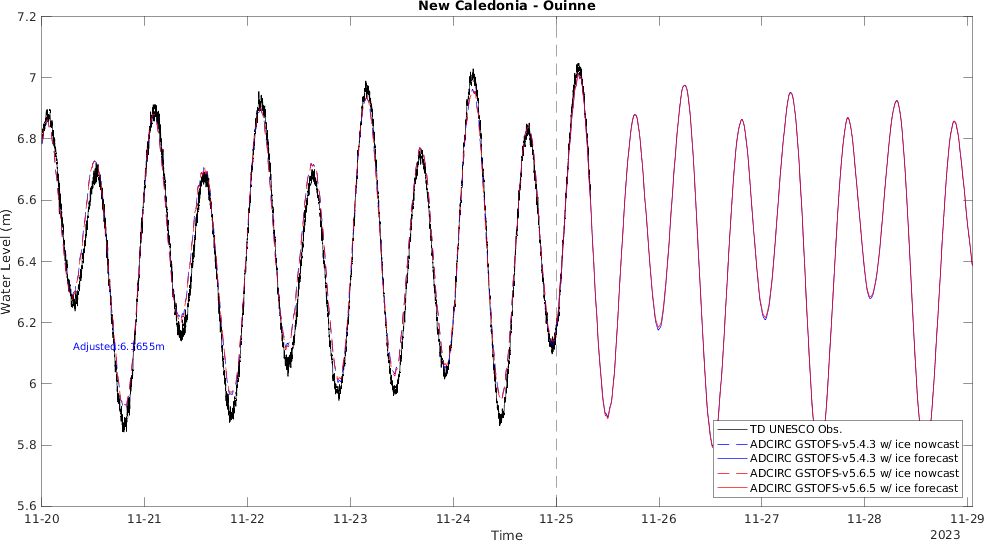 New Caledonia - Ouinne
7.2
7
6.8
6.6
6.4
6.2
6
5.8
5.6
Water Level (m)
Adjusted:6.1655m
TD UNESCO Obs.
ADCIRC GSTOFS-v5.4.3 w/ ice nowcast
ADCIRC GSTOFS-v5.4.3 w/ ice forecast
ADCIRC GSTOFS-v5.6.5 w/ ice nowcast
ADCIRC GSTOFS-v5.6.5 w/ ice forecast
11-20 11-21 11-22 11-23 11-24 11-25 11-26 11-27 11-28 11-29
Time
2023